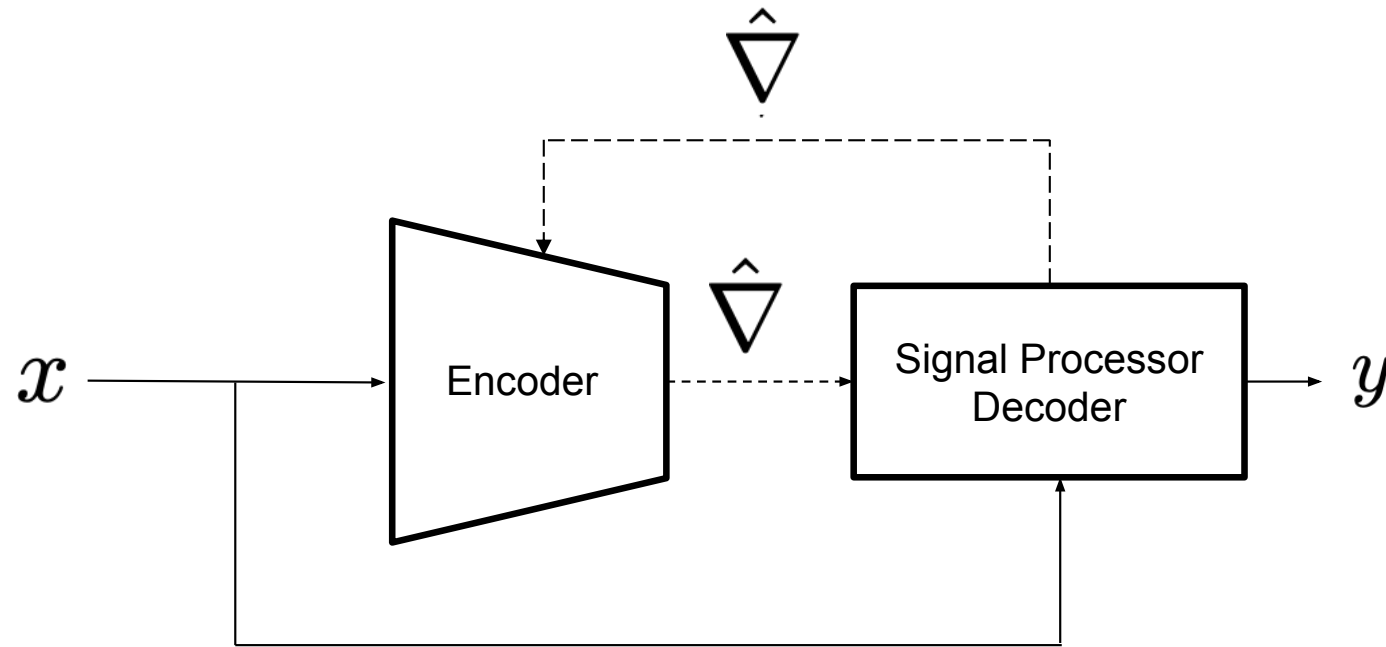 ∇̂
∇̂
x
Encoder
Signal Processor
Decoder
y